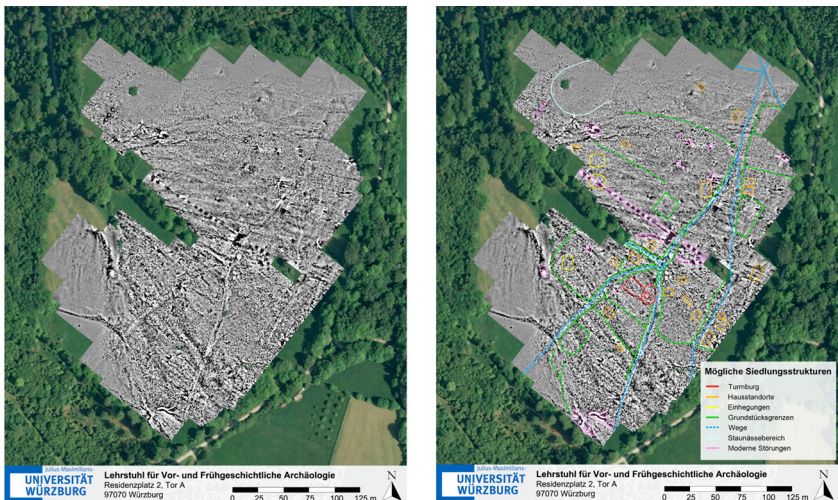 Julius-Maximilians-
UNIVERSITÄT
WÜRZBURG
Lehrstuhl für Vor- und Frühgeschichtliche Archäologie
Residenzplatz 2, Tor A
97070 Würzburg
0 25 50 75 100 125 m
N
Mögliche Siedlungsstrukturen
Turmburg
Hausstandorte
Einhegungen
Grundstücksgrenzen
Wege
Staunässebereich
Moderne Störungen
Julius-Maximilians-
UNIVERSITÄT
WÜRZBURG
Lehrstuhl für Vor- und Frühgeschichtliche Archäologie
Residenzplatz 2, Tor A
97070 Würzburg
0 25 50 75 100 125 m
N